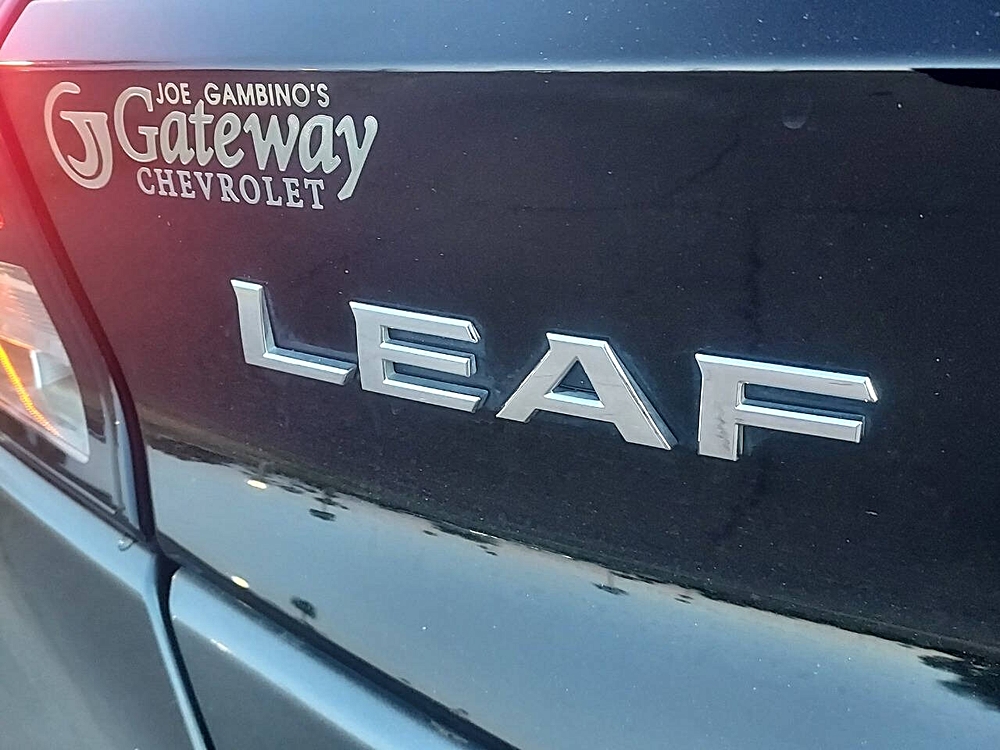 JOE GAMBINO'S
Gateway
CHEVROLET
LEAF